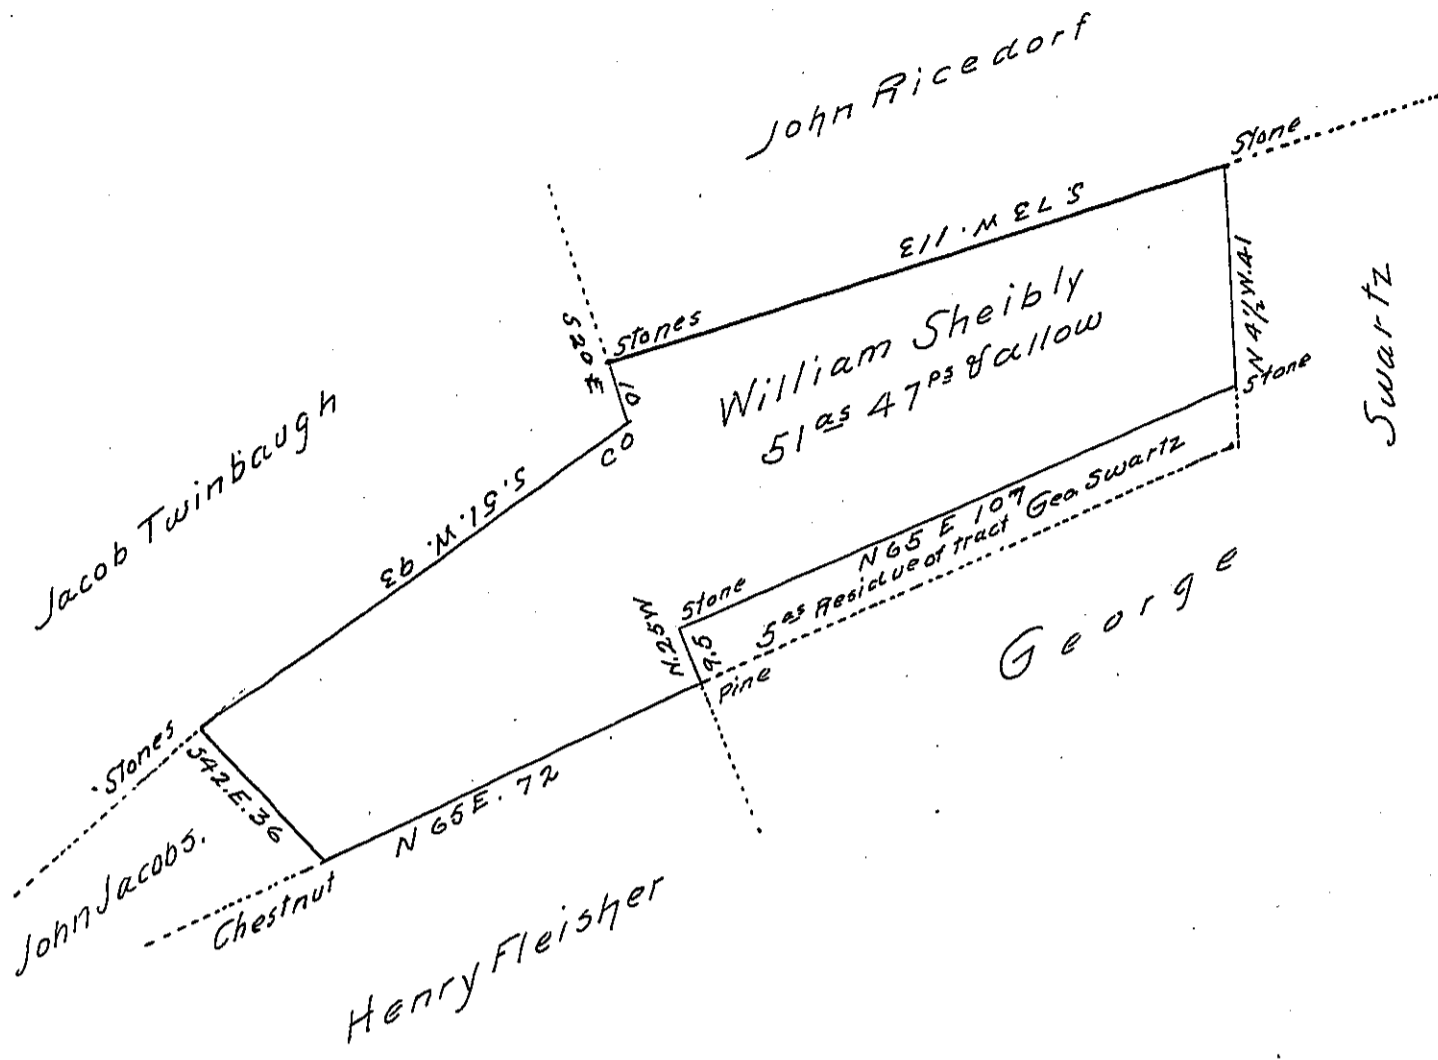 John Ricedorf
Stone
S. 73 W. 113
Stones
S 20 E
10
CO
William Sheibly
51 as 47 ps & allow
N 4 1/2 W. 41
Stone
Swartz
Jacob Twinbaugh
S. 51. W. 93
N 65 E 107
5 as Residue of tract Geo. Swartz
Stone
N. 25 W
9.5
Pine
George
Stones
S 42. E. 36
N 65 E. 72
John Jacobs.
Chestnut
Henry Fleisher